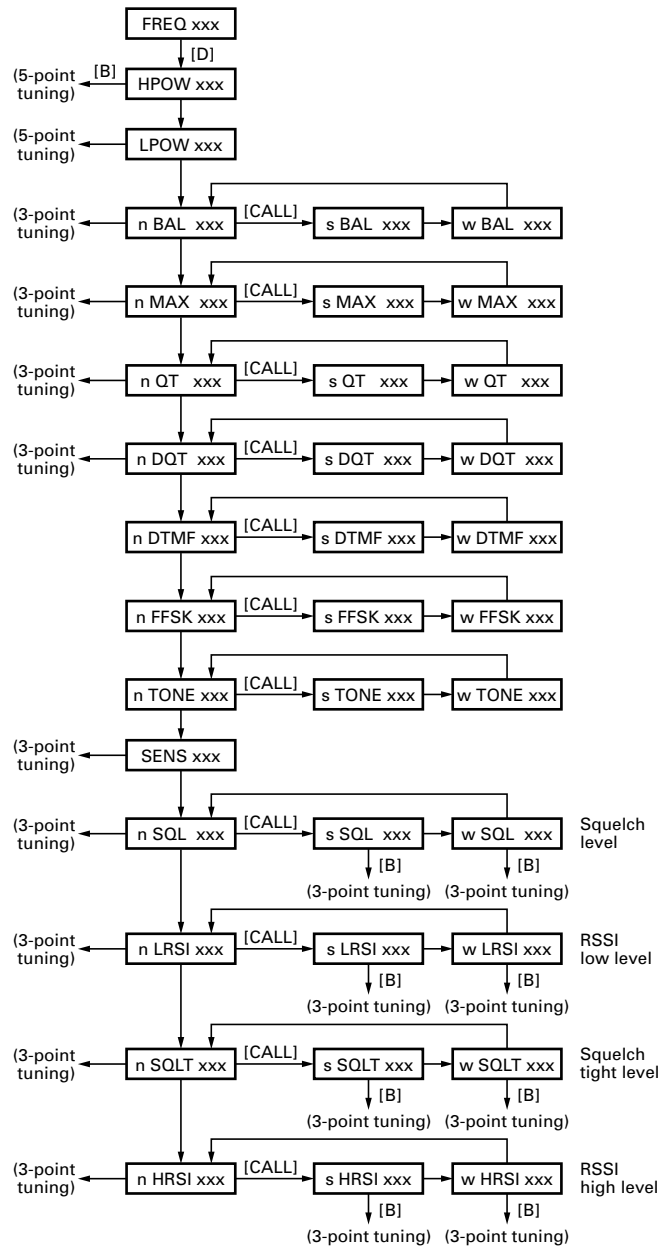 FREQ xxx
[D]
(5-point tuning) [B] HPOW xxx
(5-point tuning) LPOW xxx
(3-point tuning) n BAL xxx [CALL] s BAL xxx w BAL xxx
(3-point tuning) n MAX xxx [CALL] s MAX xxx w MAX xxx
(3-point tuning) n QT xxx [CALL] s QT xxx w QT xxx
(3-point tuning) n DQT xxx [CALL] s DQT xxx w DQT xxx
n DTMF xxx [CALL] s DTMF xxx w DTMF xxx
n FFSK xxx [CALL] s FFSK xxx w FFSK xxx
n TONE xxx [CALL] s TONE xxx w TONE xxx
(3-point tuning) SENS xxx
(3-point tuning) n SQL xxx [CALL] s SQL xxx w SQL xxx Squelch level
[B] [B]
(3-point tuning) (3-point tuning)
(3-point tuning) n LRSI xxx [CALL] s LRSI xxx w LRSI xxx RSSI low level
[B] [B]
(3-point tuning) (3-point tuning)
(3-point tuning) n SQLT xxx [CALL] s SQLT xxx w SQLT xxx Squelch tight level
[B] [B]
(3-point tuning) (3-point tuning)
(3-point tuning) n HRSI xxx [CALL] s HRSI xxx w HRSI xxx RSSI high level
[B] [B]
(3-point tuning) (3-point tuning)